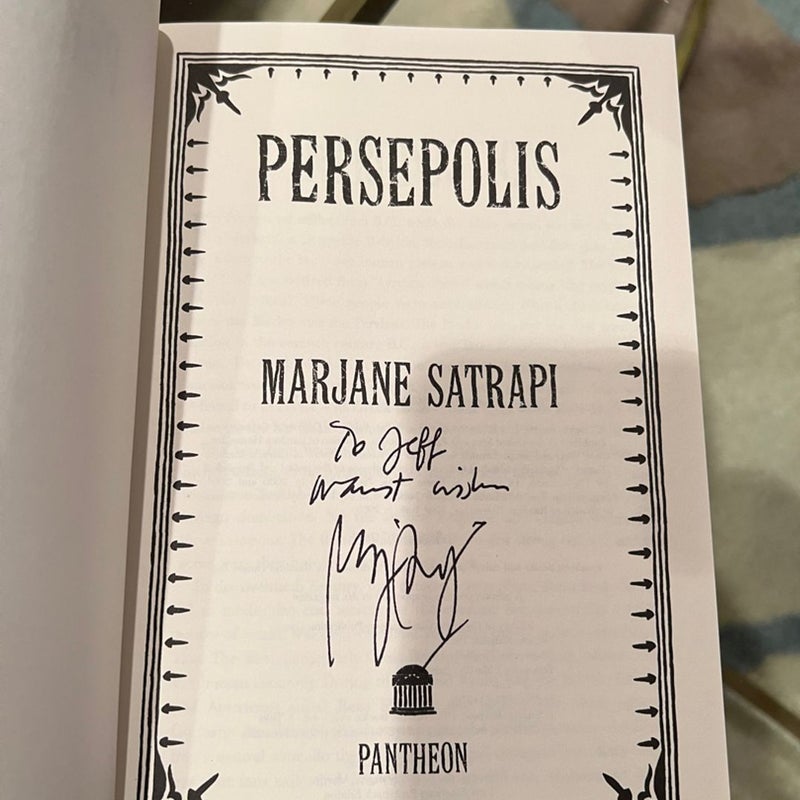 PERSEPOLIS
MARJANE SATRAPI
To Jeff
warmest wishes
PANTHEON